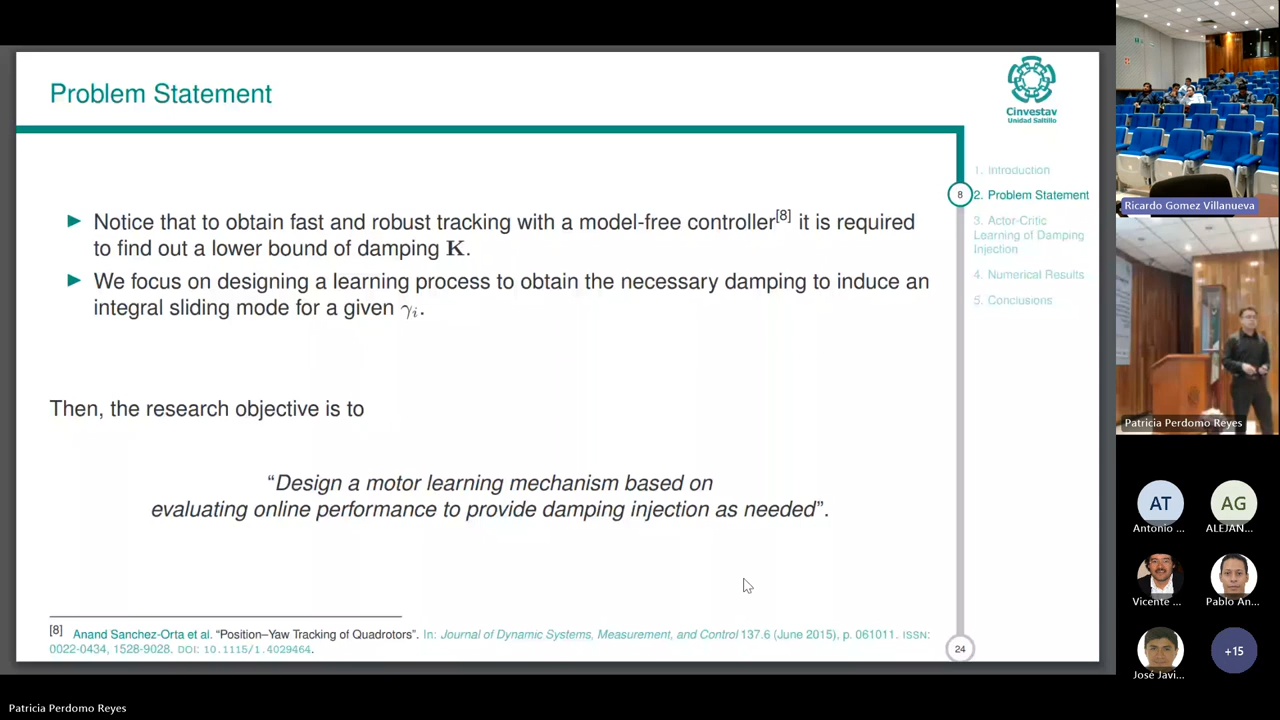 Problem Statement
Cinvestav
Unidad Saltillo
▶ Notice that to obtain fast and robust tracking with a model-free controller[8] it is required
to find out a lower bound of damping K.
▶ We focus on designing a learning process to obtain the necessary damping to induce an
integral sliding mode for a given γi.
Then, the research objective is to
“Design a motor learning mechanism based on
evaluating online performance to provide damping injection as needed”.
[8] Anand Sanchez-Orta et al. “Position–Yaw Tracking of Quadrotors”. In: Journal of Dynamic Systems, Measurement, and Control 137.6 (June 2015), p. 061011. ISSN:
0022-0434, 1528-9028. DOI: 10.1115/1.4029464.
1. Introduction
8
2. Problem Statement
3. Actor-Critic
Learning of Damping
Injection
4. Numerical Results
5. Conclusions
24
Ricardo Gomez Villanueva
Patricia Perdomo Reyes
AT
Antonio ...
AG
ALEJAN...
Vicente ...
Pablo An...
José Javi...
+15
Patricia Perdomo Reyes